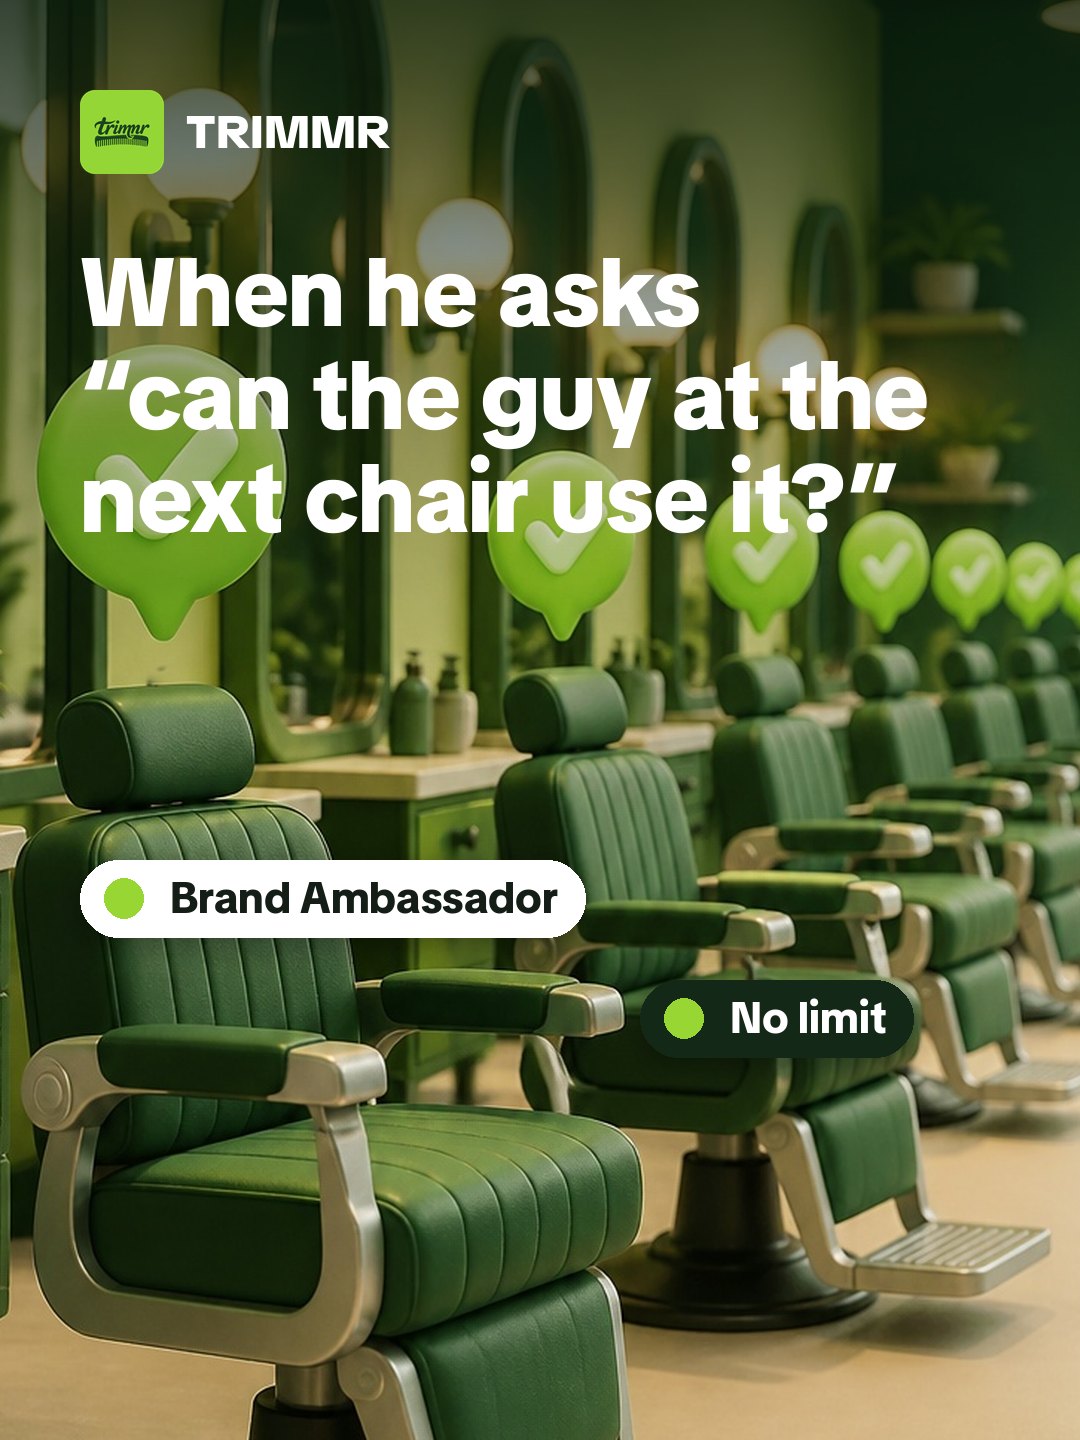 trimmr
TRIMMR
When he asks
“can the guy at the
next chair use it?”
Brand Ambassador
No limit